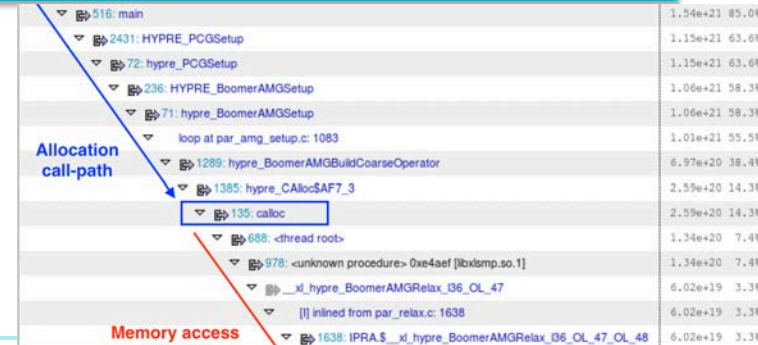 516: main 1.54e+21 85.0%
2431: HYPRE_PCGSetup 1.15e+21 63.6%
72: hypre_PCGSetup 1.15e+21 63.6%
236: HYPRE_BoomerAMGSetup 1.06e+21 58.3%
71: hypre_BoomerAMGSetup 1.06e+21 58.3%
loop at par_amg_setup.c: 1083 1.01e+21 55.5%
Allocation
call-path
1289: hypre_BoomerAMGBuildCoarseOperator 6.97e+20 38.4%
1385: hypre_CAlloc$AF7_3 2.59e+20 14.3%
135: calloc 2.59e+20 14.3%
688: <thread root> 1.34e+20 7.4%
978: <unknown procedure> 0xe4aef [libxlsmp.so.1] 1.34e+20 7.4%
__xl_hypre_BoomerAMGRelax_l36_OL_47 6.02e+19 3.3%
[I] inlined from par_relax.c: 1638 6.02e+19 3.3%
Memory access
1638: IPRA.$__xl_hypre_BoomerAMGRelax_l36_OL_47_OL_48 6.02e+19 3.3%